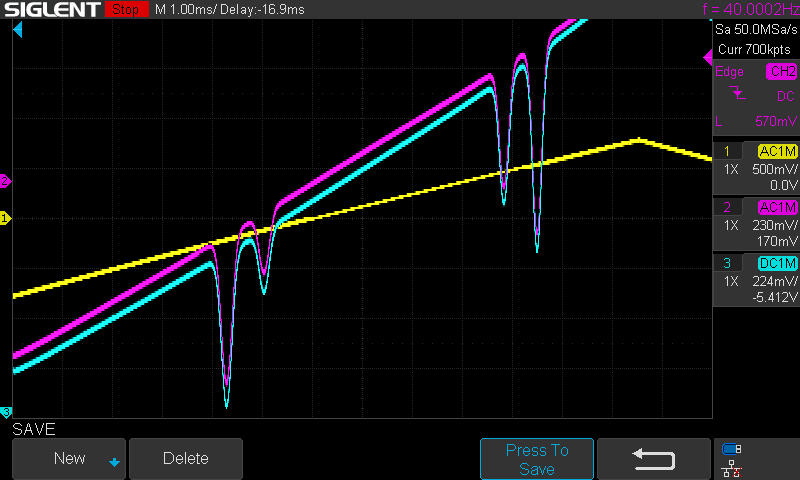 SIGLENT Stop M 1.00ms/ Delay:-16.9ms f = 40.0002Hz
Sa 50.0MSa/s
Curr 700kpts
Edge CH2
DC
L 570mV
1 AC1M
1X 500mV/
0.0V
2 AC1M
1X 230mV/
170mV
3 DC1M
1X 224mV/
-5.412V
2
1
3
SAVE
New Delete Press To
Save